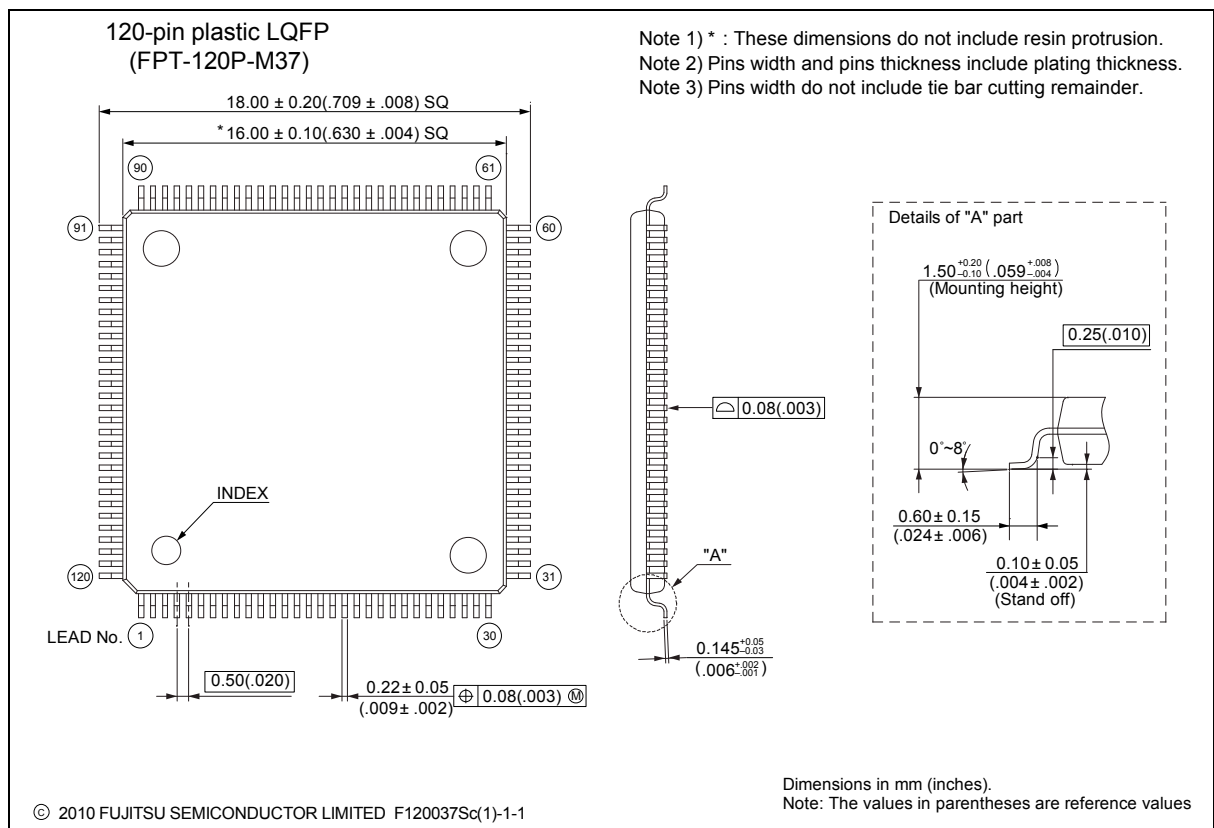 120-pin plastic LQFP
(FPT-120P-M37)
Note 1) * : These dimensions do not include resin protrusion.
Note 2) Pins width and pins thickness include plating thickness.
Note 3) Pins width do not include tie bar cutting remainder.
18.00 ± 0.20(.709 ± .008) SQ
*16.00 ± 0.10(.630 ± .004) SQ
90
61
91
60
INDEX
120
31
LEAD No. 1
30
0.50(.020)
0.22± 0.05
(.009± .002)
⌖ 0.08(.003) Ⓜ
⌓ 0.08(.003)
"A"
0.145 +0.05 –0.03
(.006 +.002 –.001)
Details of "A" part
1.50 +0.20 –0.10 (.059 +.008 –.004)
(Mounting height)
0.25(.010)
0°~8°
0.60± 0.15
(.024± .006)
0.10± 0.05
(.004± .002)
(Stand off)
© 2010 FUJITSU SEMICONDUCTOR LIMITED F120037Sc(1)-1-1
Dimensions in mm (inches).
Note: The values in parentheses are reference values